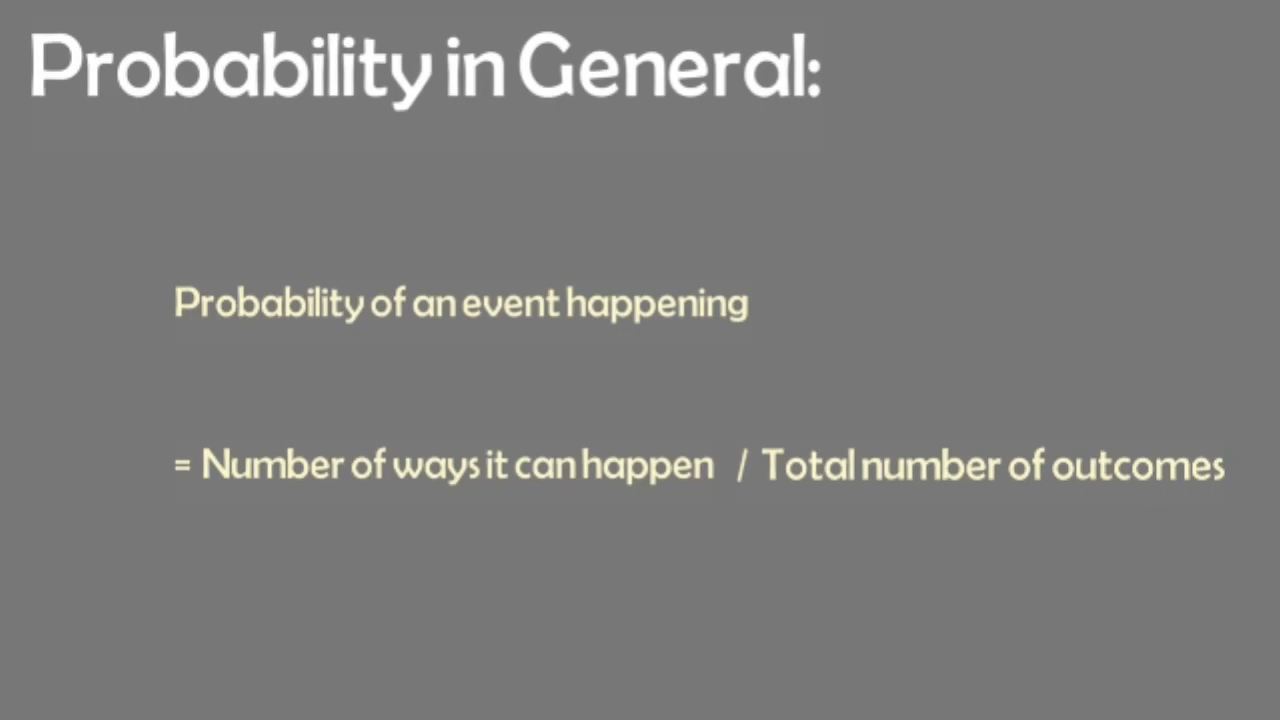 Probability in General:
Probability of an event happening
= Number of ways it can happen / Total number of outcomes